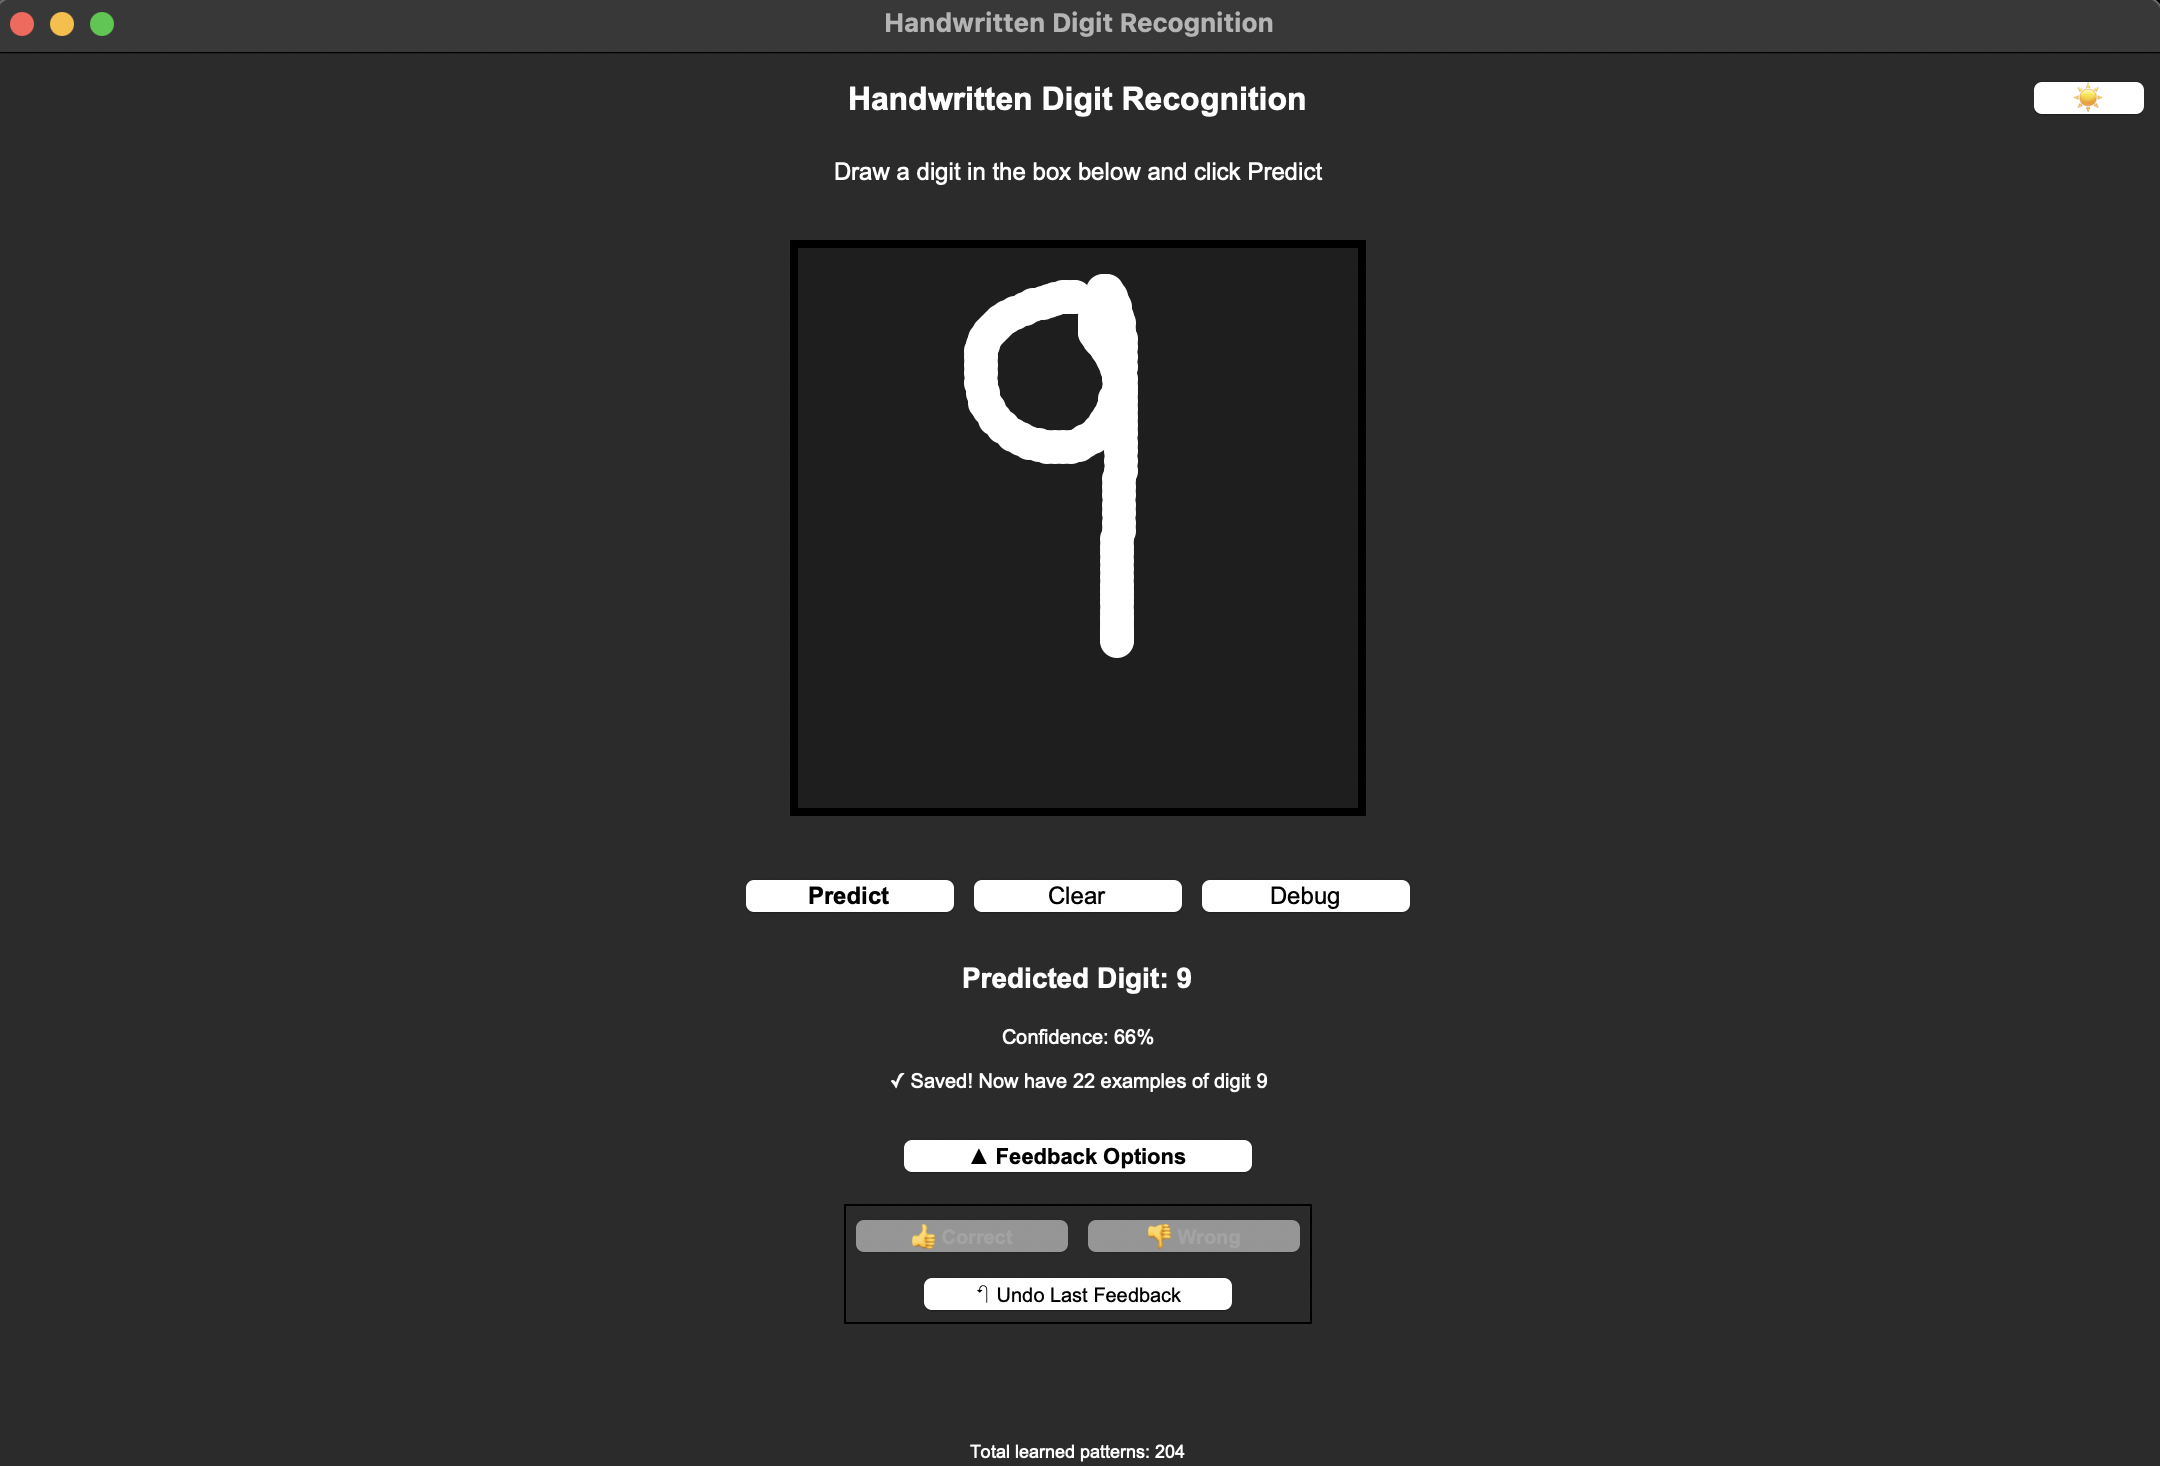 Handwritten Digit Recognition
Handwritten Digit Recognition
☀️
Draw a digit in the box below and click Predict
9
Predict Clear Debug
Predicted Digit: 9
Confidence: 66%
✓ Saved! Now have 22 examples of digit 9
▲ Feedback Options
👍 Correct 👎 Wrong
↶ Undo Last Feedback
Total learned patterns: 204